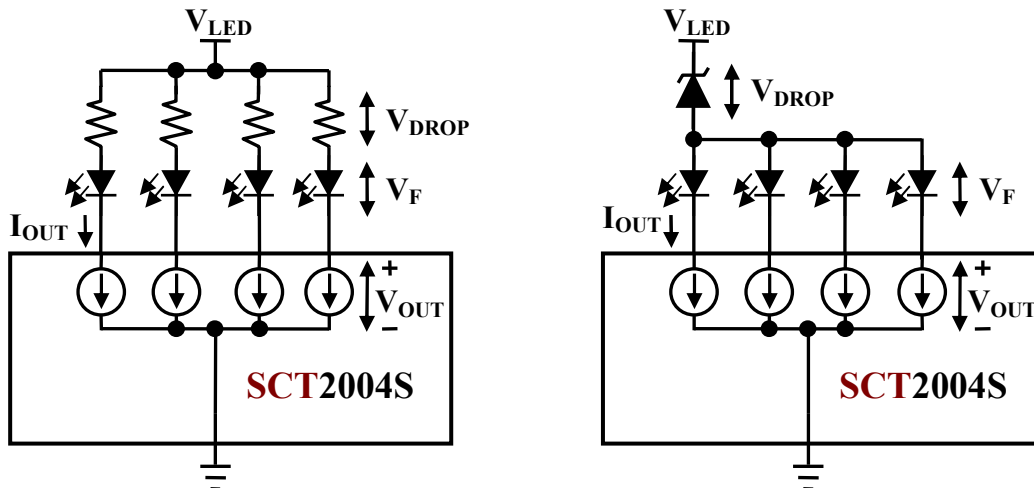 VLED
VDROP
VF
IOUT
+
VOUT
–
SCT2004S
VLED
VDROP
VF
IOUT
+
VOUT
–
SCT2004S